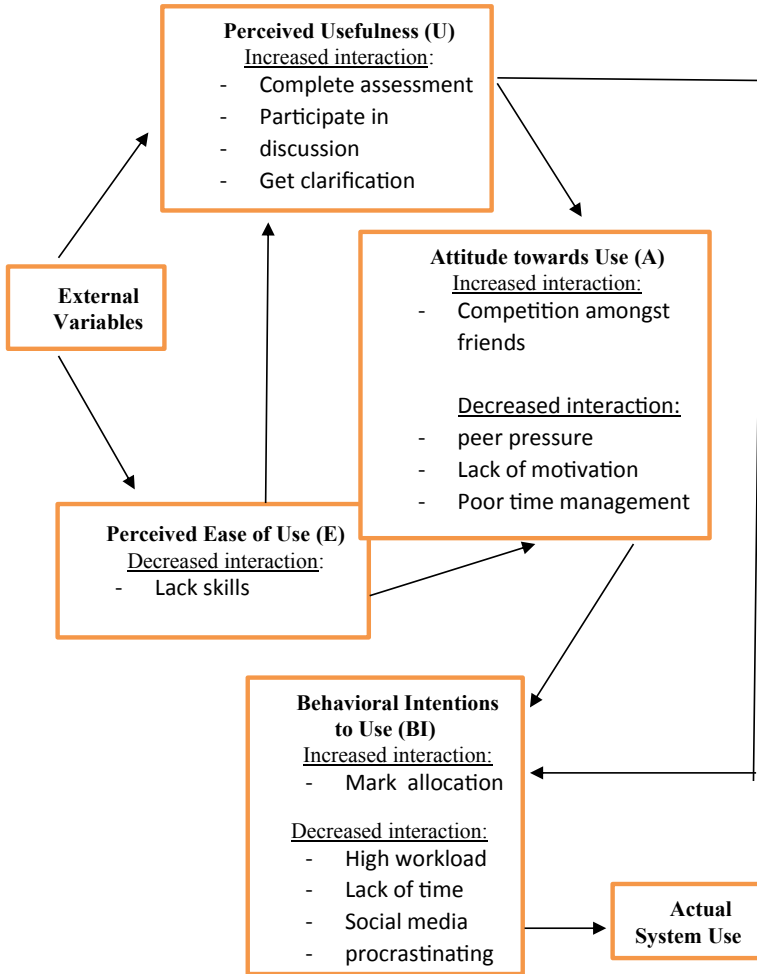 Perceived Usefulness (U)
Increased interaction:
- Complete assessment
- Participate in
- discussion
- Get clarification
External
Variables
Attitude towards Use (A)
Increased interaction:
- Competition amongst
friends
Decreased interaction:
- peer pressure
- Lack of motivation
- Poor time management
Perceived Ease of Use (E)
Decreased interaction:
- Lack skills
Behavioral Intentions
to Use (BI)
Increased interaction:
- Mark allocation
Decreased interaction:
- High workload
- Lack of time
- Social media
- procrastinating
Actual
System Use